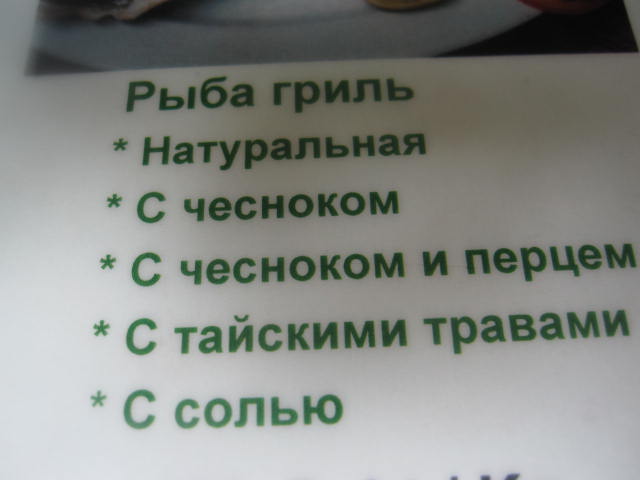 Рыба гриль
* Натуральная
* С чесноком
* С чесноком и перцем
* С тайскими травами
* С солью